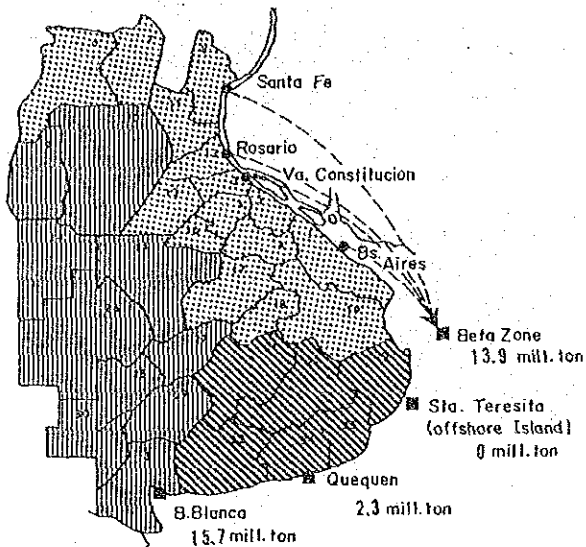 Santa Fe
Rosario
Va. Constitucion
Bs. Aires
Beta Zone
13.9 mill. ton
Sta. Teresita
(offshore Island)
0 mill. ton
Quequen
2.3 mill. ton
B. Blanca
15.7 mill. ton